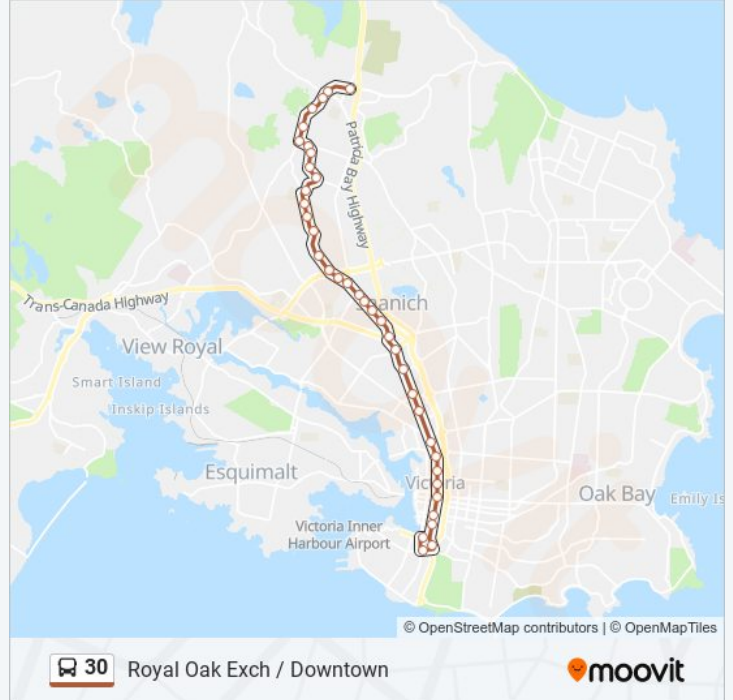 Patricia Bay Highway
Trans-Canada Highway
Saanich
View Royal
Smart Island
Inskip Islands
Esquimalt
Victoria
Oak Bay
Emily Is
Victoria Inner
Harbour Airport
© OpenStreetMap contributors | © OpenMapTiles
30 Royal Oak Exch / Downtown
moovit